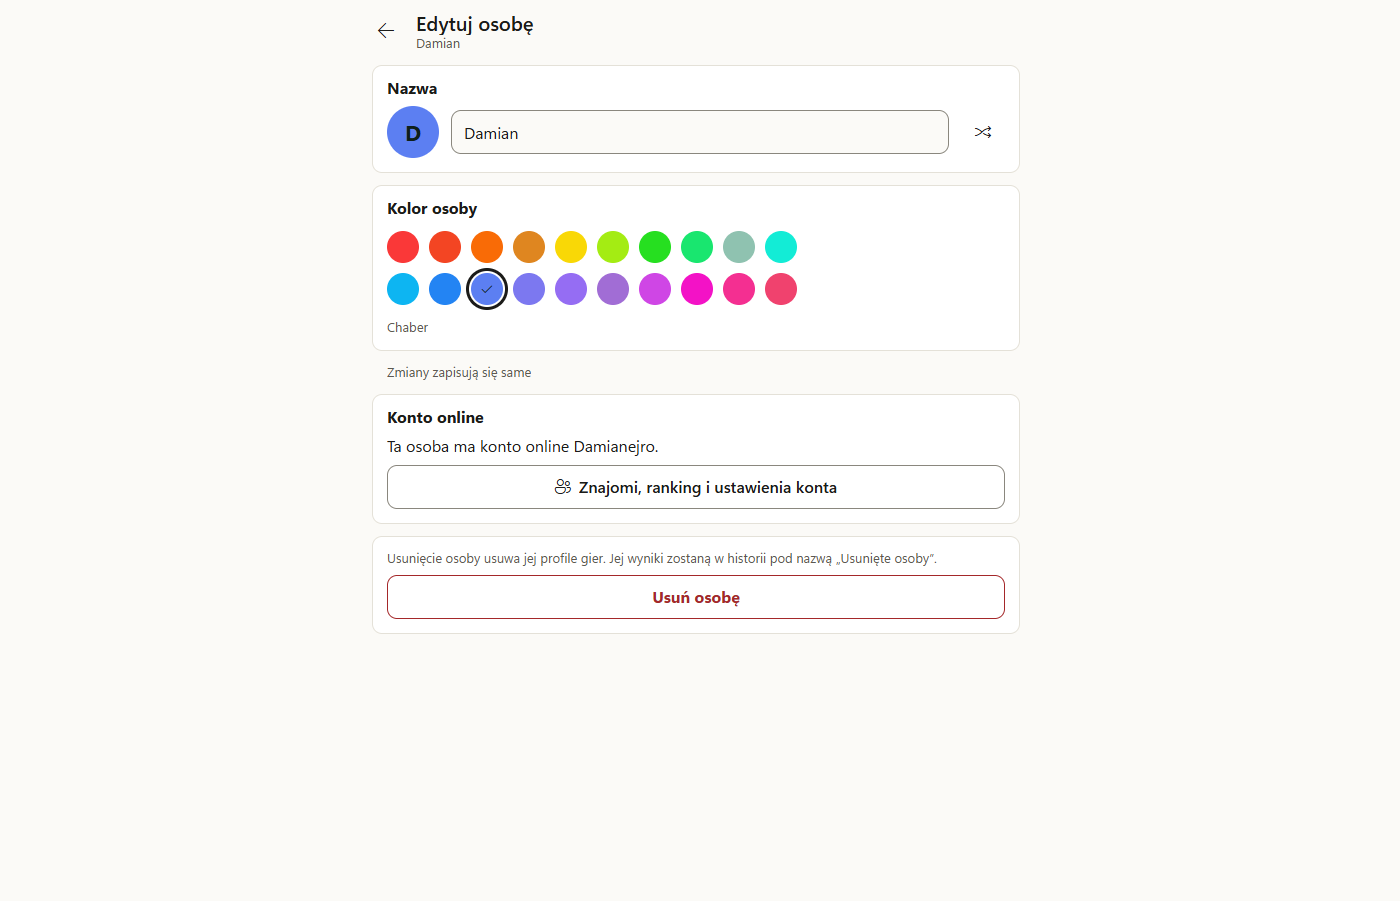 Edytuj osobę
Damian
Nazwa
D
Damian
Kolor osoby
Chaber
Zmiany zapisują się same
Konto online
Ta osoba ma konto online Damianejro.
Znajomi, ranking i ustawienia konta
Usunięcie osoby usuwa jej profile gier. Jej wyniki zostaną w historii pod nazwą „Usunięte osoby”.
Usuń osobę